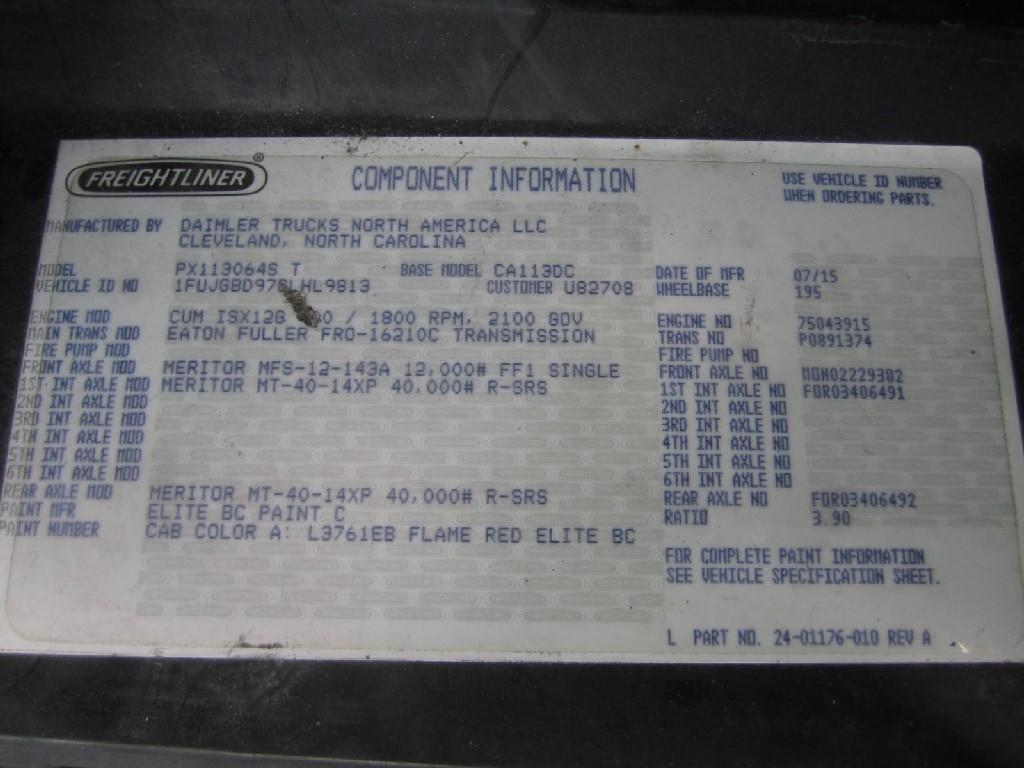 FREIGHTLINER ®
COMPONENT INFORMATION
USE VEHICLE ID NUMBER
WHEN ORDERING PARTS.
MANUFACTURED BY DAIMLER TRUCKS NORTH AMERICA LLC
CLEVELAND, NORTH CAROLINA
MODEL PX113064S T BASE MODEL CA113DC DATE OF MFR 07/15
VEHICLE ID NO CUSTOMER U82708 WHEELBASE 195
ENGINE MOD CUM ISX12G / 1800 RPM, 2100 GOV ENGINE NO 75043915
MAIN TRANS MOD EATON FULLER FRO-16210C TRANSMISSION TRANS NO P0891374
FIRE PUMP MOD FIRE PUMP NO
FRONT AXLE MOD MERITOR MFS-12-143A 12,000# FF1 SINGLE FRONT AXLE NO MON02229382
1ST INT AXLE MOD MERITOR MT-40-14XP 40,000# R-SRS 1ST INT AXLE NO FOR03406491
2ND INT AXLE MOD 2ND INT AXLE NO
3RD INT AXLE MOD 3RD INT AXLE NO
4TH INT AXLE MOD 4TH INT AXLE NO
5TH INT AXLE MOD 5TH INT AXLE NO
6TH INT AXLE MOD 6TH INT AXLE NO
REAR AXLE MOD MERITOR MT-40-14XP 40,000# R-SRS REAR AXLE NO FOR03406492
PAINT MFR ELITE BC PAINT C RATIO 3.90
PAINT NUMBER CAB COLOR A: L3761EB FLAME RED ELITE BC
FOR COMPLETE PAINT INFORMATION
SEE VEHICLE SPECIFICATION SHEET.
L PART NO. 24-01176-010 REV A